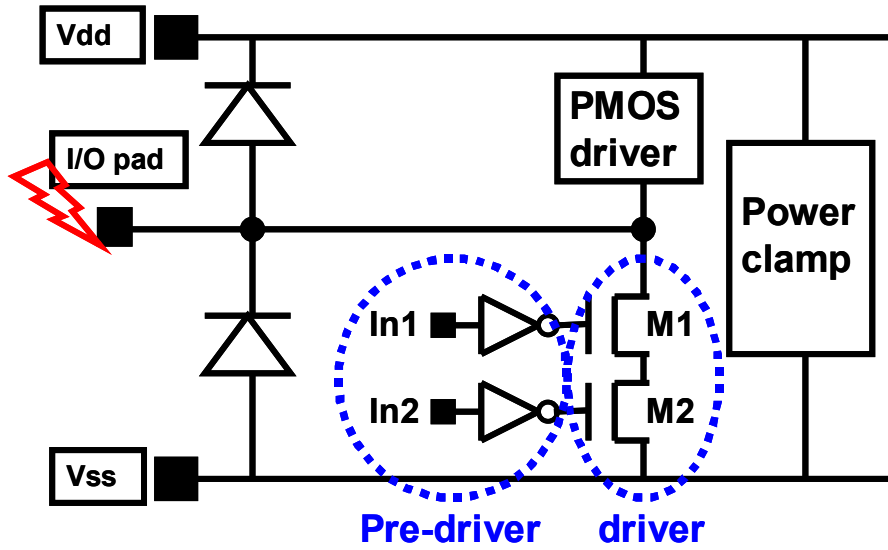 Vdd
I/O pad
PMOS
driver
Power
clamp
In1
M1
In2
M2
Vss
Pre-driver
driver